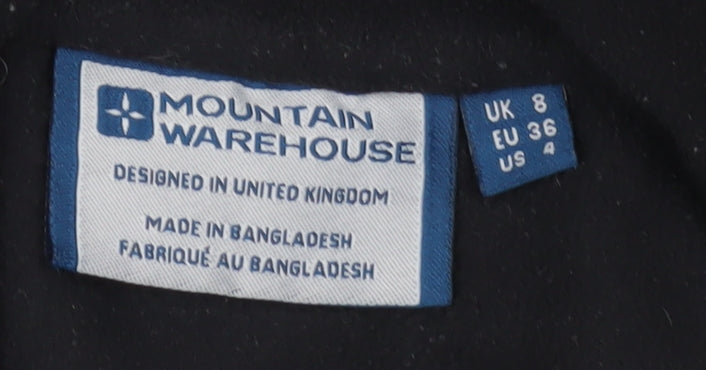 MOUNTAIN
WAREHOUSE
DESIGNED IN UNITED KINGDOM
MADE IN BANGLADESH
FABRIQUÉ AU BANGLADESH
UK 8
EU 36
US 4